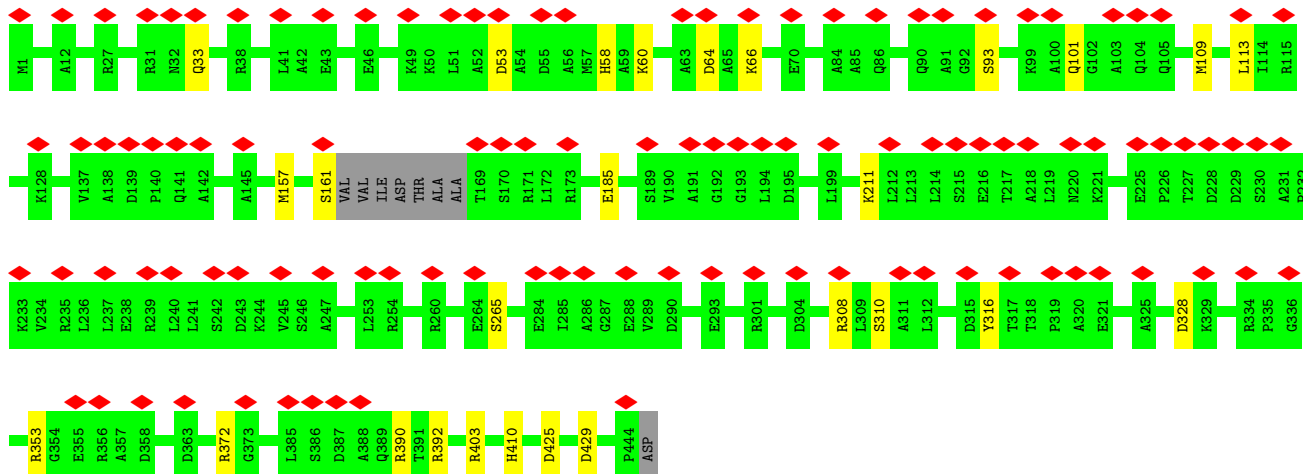 M1 A12 R27 R31 N32 Q33 R38 L41 A42 E43 E46 K49 K50 L51 A52 D53 A54 D55 A56 M57 H58 A59 K60 A63 D64 A65 K66 E70 A84 A85 Q86 Q90 A91 G92 S93 K99 A100 Q101 G102 A103 Q104 Q105 M109 L113 I114 R115
K128 V137 A138 D139 P140 Q141 A142 A145 M157 S161 VAL VAL ILE ASP THR ALA ALA T169 S170 R171 L172 R173 E185 S189 V190 A191 G192 G193 L194 D195 L199 K211 L212 L213 L214 S215 E216 T217 A218 L219 N220 K221 E225 P226 T227 D228 D229 S230 A231
K233 V234 R235 L236 L237 E238 R239 L240 L241 S242 D243 K244 V245 S246 A247 L253 R254 R260 E264 S265 E284 I285 A286 G287 E288 V289 D290 E293 R301 D304 R308 L309 S310 A311 L312 D315 Y316 T317 T318 P319 A320 E321 A325 D328 K329 R334 P335 G336
R353 G354 E355 R356 A357 D358 D363 R372 G373 L385 S386 D387 A388 Q389 R390 T391 R392 R403 H410 D425 D429 P444 ASP